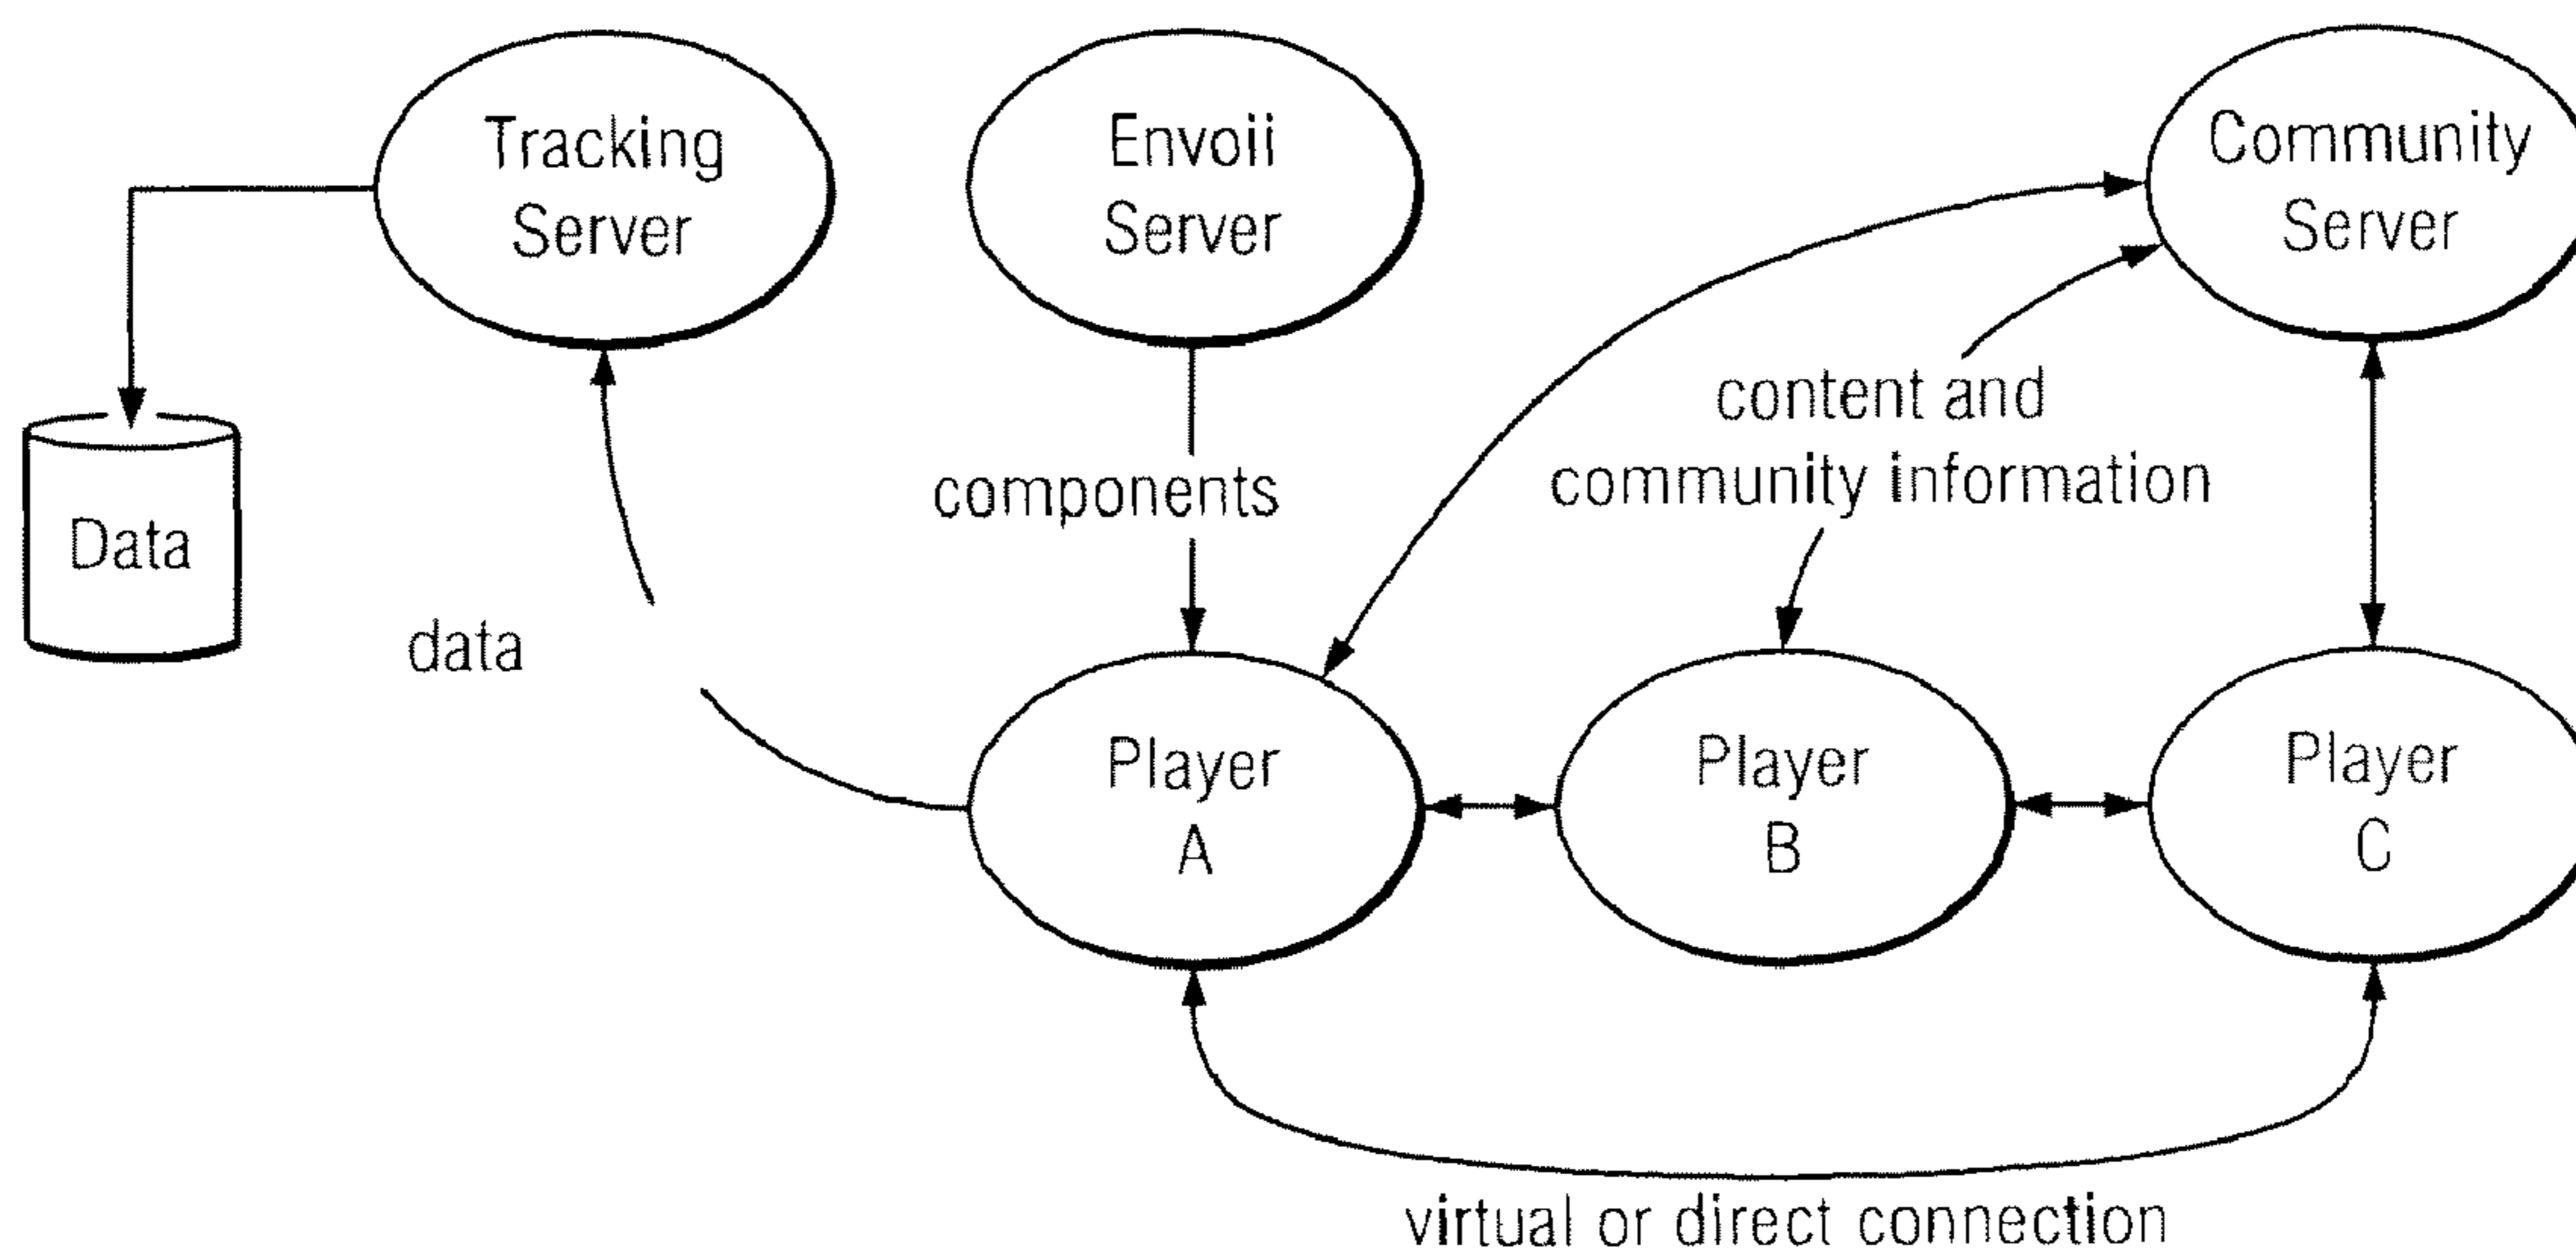 Tracking
Server
Envoii
Server
Community
Server
content and
community information
components
Data
data
Player
A
Player
B
Player
C
virtual or direct connection